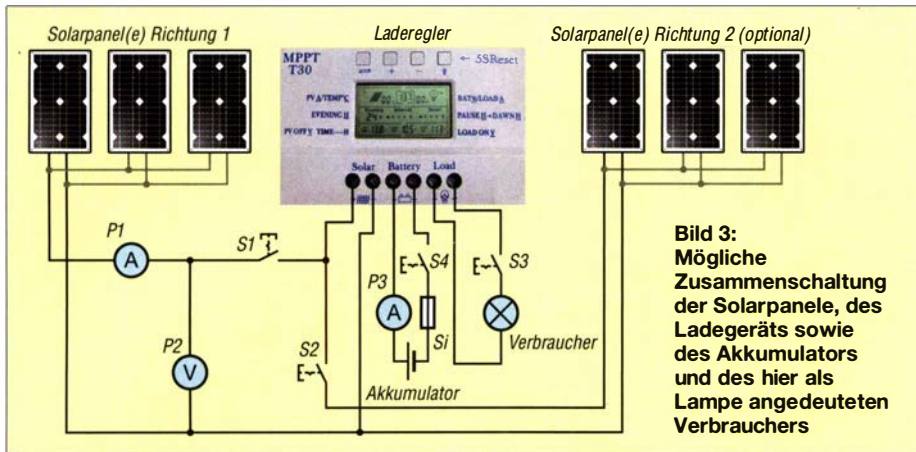 Solarpanel(e) Richtung 1
Laderegler
Solarpanel(e) Richtung 2 (optional)
MPPT
T30
← 5SReset
PV A/TEMP°C
BAT%/LOAD A
EVENING H
PAUSE H+DAWN H
PV OFF V TIME—H
LOAD ON V
Solar Battery Load
P1
A
S1
P2
V
S2
P3
A
S4
Si
S3
Akkumulator
Verbraucher
Bild 3:
Mögliche
Zusammenschaltung
der Solarpanele, des
Ladegeräts sowie
des Akkumulators
und des hier als
Lampe angedeuteten
Verbrauchers